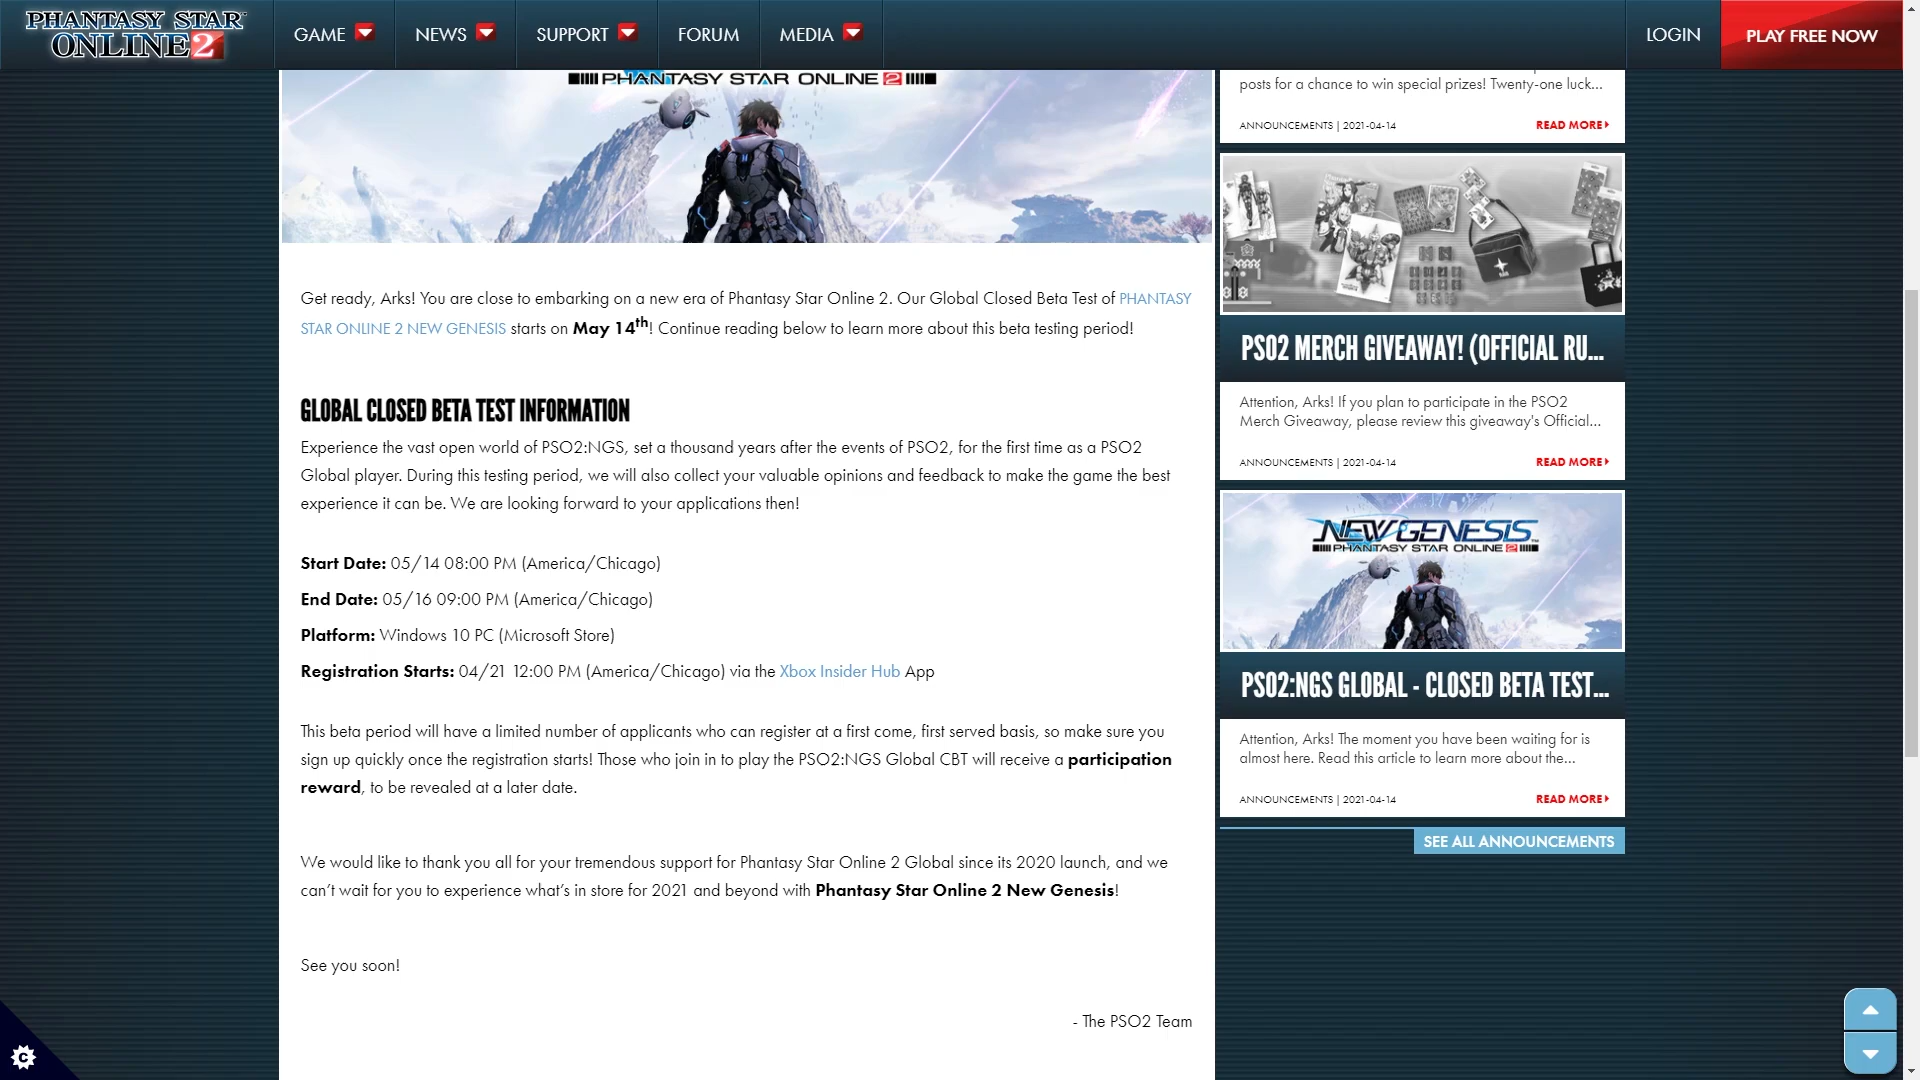 PHANTASY STAR
ONLINE 2
GAME
NEWS
SUPPORT
FORUM
MEDIA
LOGIN
PLAY FREE NOW
PHANTASY STAR ONLINE 2
Get ready, Arks! You are close to embarking on a new era of Phantasy Star Online 2. Our Global Closed Beta Test of PHANTASY
STAR ONLINE 2 NEW GENESIS starts on May 14th! Continue reading below to learn more about this beta testing period!
GLOBAL CLOSED BETA TEST INFORMATION
Experience the vast open world of PSO2:NGS, set a thousand years after the events of PSO2, for the first time as a PSO2
Global player. During this testing period, we will also collect your valuable opinions and feedback to make the game the best
experience it can be. We are looking forward to your applications then!
Start Date: 05/14 08:00 PM (America/Chicago)
End Date: 05/16 09:00 PM (America/Chicago)
Platform: Windows 10 PC (Microsoft Store)
Registration Starts: 04/21 12:00 PM (America/Chicago) via the Xbox Insider Hub App
This beta period will have a limited number of applicants who can register at a first come, first served basis, so make sure you
sign up quickly once the registration starts! Those who join in to play the PSO2:NGS Global CBT will receive a participation
reward, to be revealed at a later date.
We would like to thank you all for your tremendous support for Phantasy Star Online 2 Global since its 2020 launch, and we
can’t wait for you to experience what’s in store for 2021 and beyond with Phantasy Star Online 2 New Genesis!
See you soon!
- The PSO2 Team
posts for a chance to win special prizes! Twenty-one luck...
ANNOUNCEMENTS | 2021-04-14
READ MORE
PSO2 MERCH GIVEAWAY! (OFFICIAL RU...
Attention, Arks! If you plan to participate in the PSO2
Merch Giveaway, please review this giveaway's Official...
ANNOUNCEMENTS | 2021-04-14
READ MORE
NEW GENESIS
PHANTASY STAR ONLINE 2
PSO2:NGS GLOBAL - CLOSED BETA TEST...
Attention, Arks! The moment you have been waiting for is
almost here. Read this article to learn more about the...
ANNOUNCEMENTS | 2021-04-14
READ MORE
SEE ALL ANNOUNCEMENTS